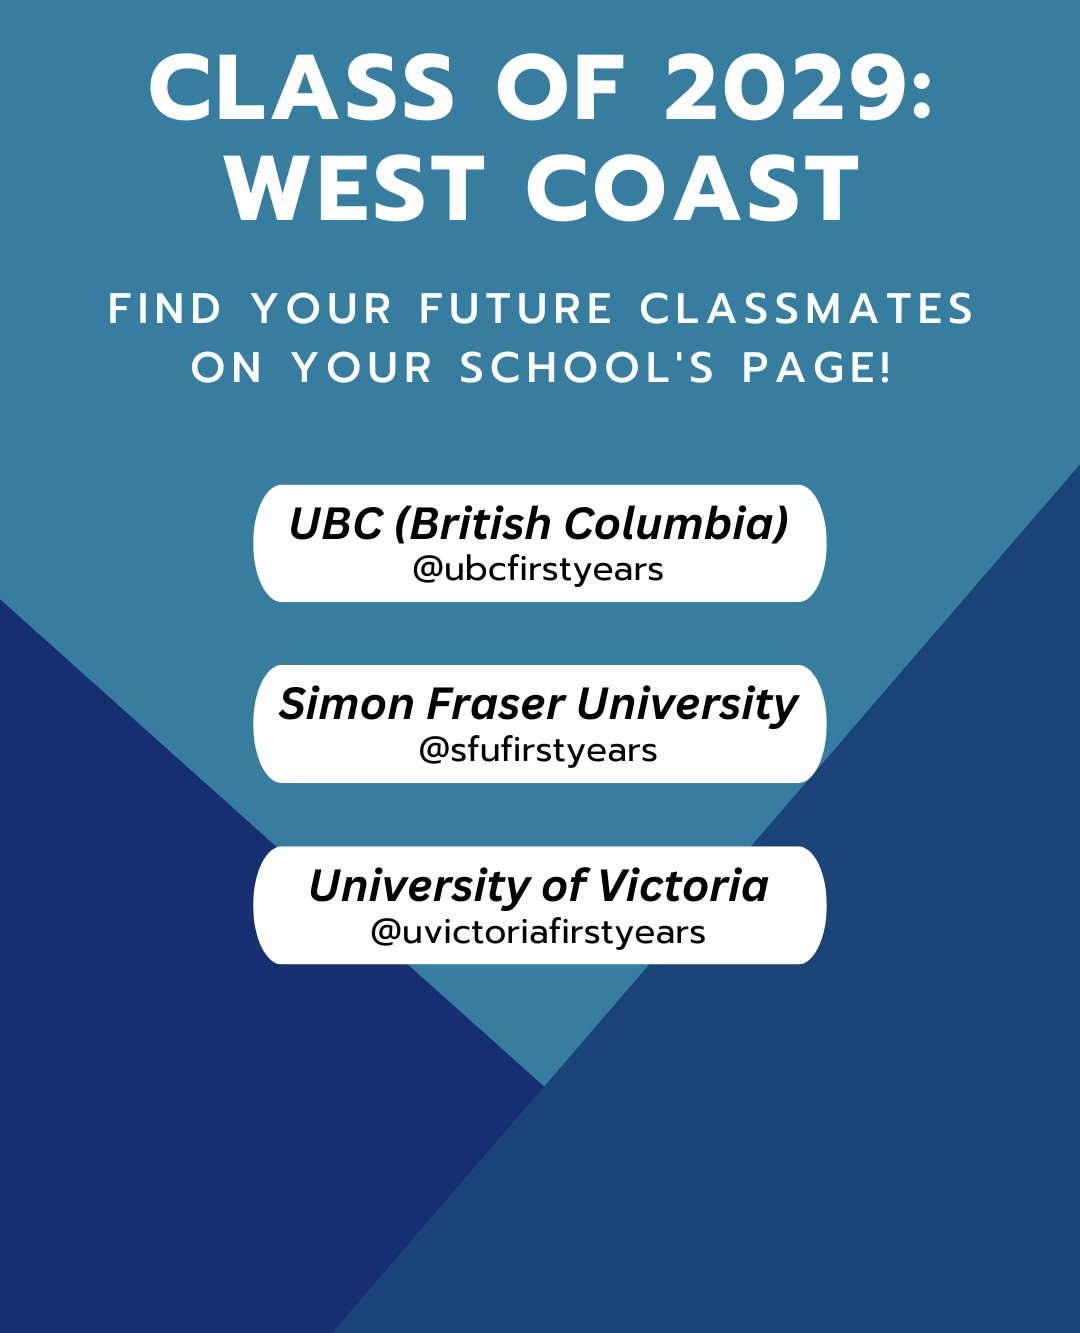 CLASS OF 2029:
WEST COAST
FIND YOUR FUTURE CLASSMATES
ON YOUR SCHOOL'S PAGE!
UBC (British Columbia)
@ubcfirstyears
Simon Fraser University
@sfufirstyears
University of Victoria
@uvictoriafirstyears